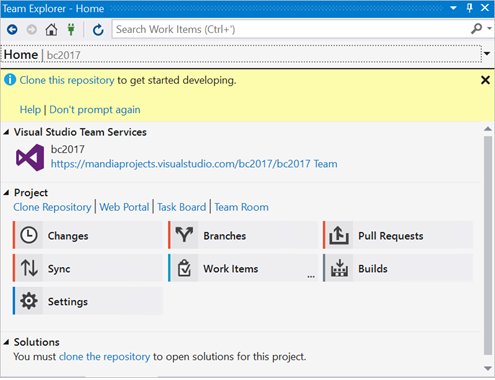 Team Explorer - Home
Search Work Items (Ctrl+')
Home | bc2017
Clone this repository to get started developing.
Help | Don't prompt again
Visual Studio Team Services
bc2017
https://mandiaprojects.visualstudio.com/bc2017/bc2017 Team
Project
Clone Repository | Web Portal | Task Board | Team Room
Changes Branches Pull Requests
Sync Work Items ... Builds
Settings
Solutions
You must clone the repository to open solutions for this project.